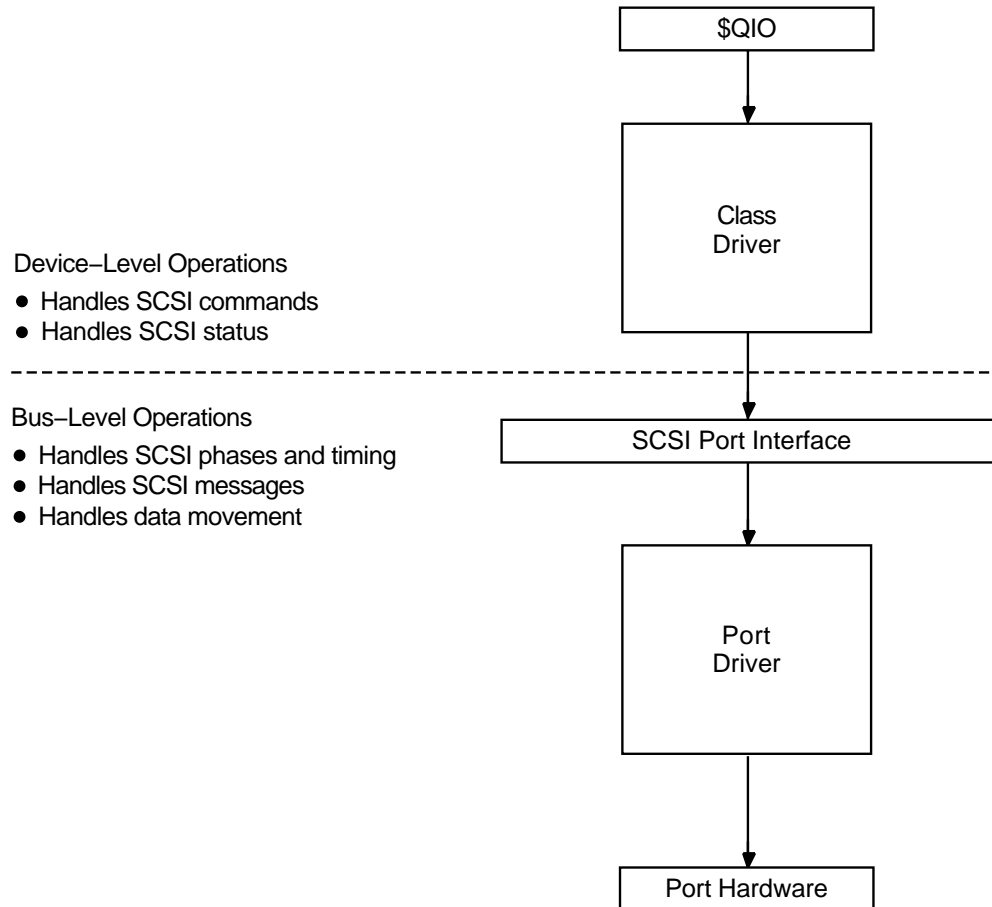 $QIO
Class
Driver
Device–Level Operations
● Handles SCSI commands
● Handles SCSI status
Bus–Level Operations
● Handles SCSI phases and timing
● Handles SCSI messages
● Handles data movement
SCSI Port Interface
Port
Driver
Port Hardware